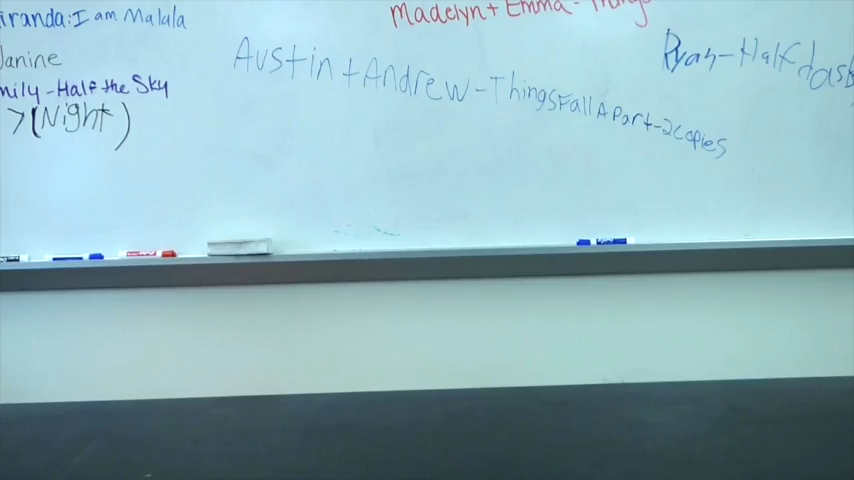 iranda: I am Malala
Janine
mily - Half the Sky
>(Night)
Madelyn + Emma - Things
Austin + Andrew - Things Fall Apart - 2 copies
Ryan - Half